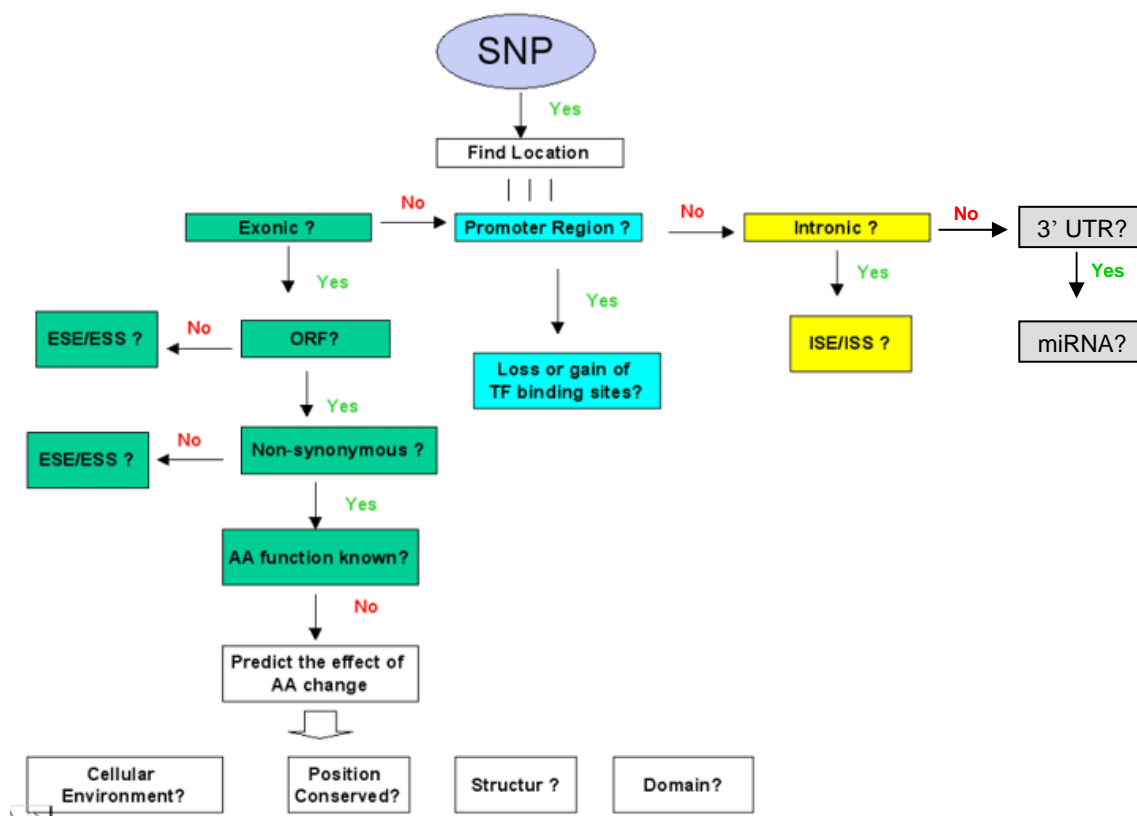 SNP
Yes
Find Location
No
No
No
Exonic ?
Promoter Region ?
Intronic ?
3’ UTR?
Yes
Yes
Yes
Yes
ESE/ESS ?
No
ORF?
Loss or gain of
TF binding sites?
ISE/ISS ?
miRNA?
Yes
ESE/ESS ?
No
Non-synonymous ?
Yes
AA function known?
No
Predict the effect of
AA change
Cellular
Environment?
Position
Conserved?
Structur ?
Domain?